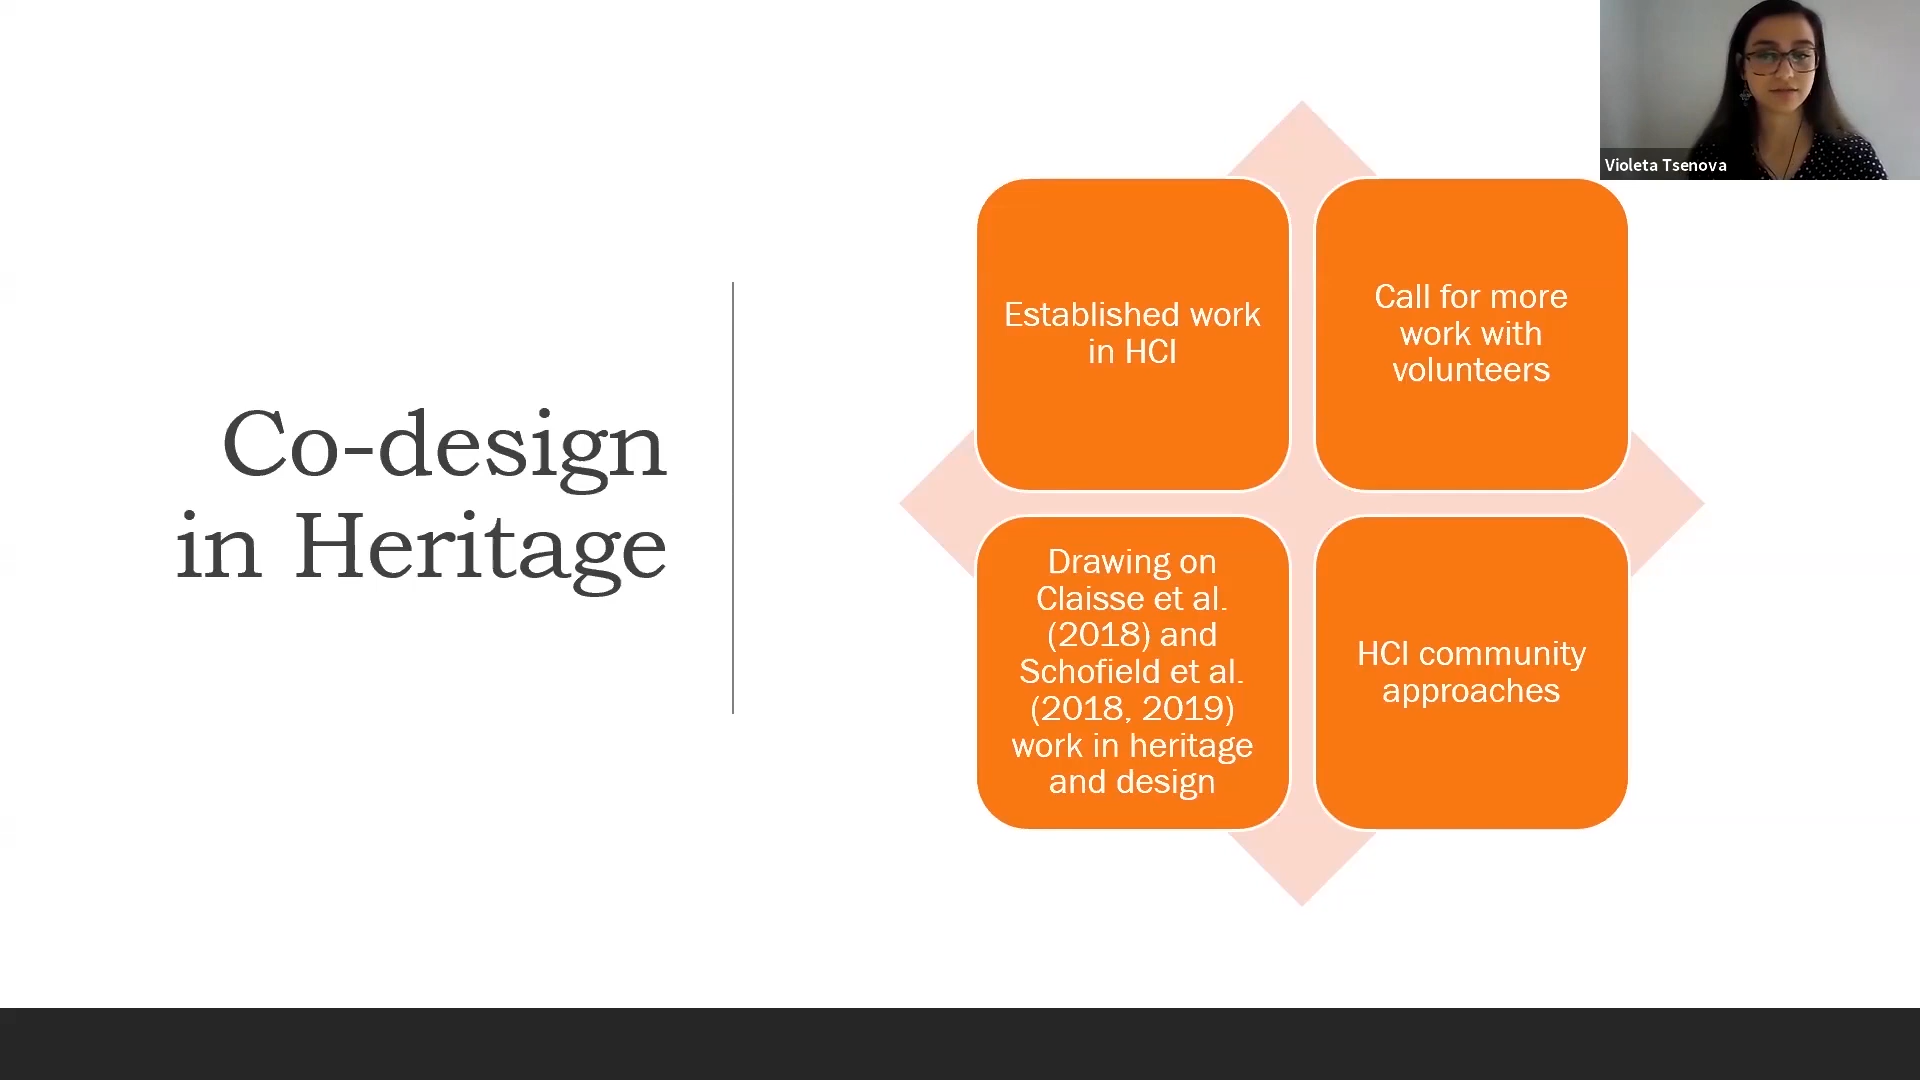 Co-design
in Heritage
Established work
in HCI
Call for more
work with
volunteers
Drawing on
Claisse et al.
(2018) and
Schofield et al.
(2018, 2019)
work in heritage
and design
HCI community
approaches
Violeta Tsenova